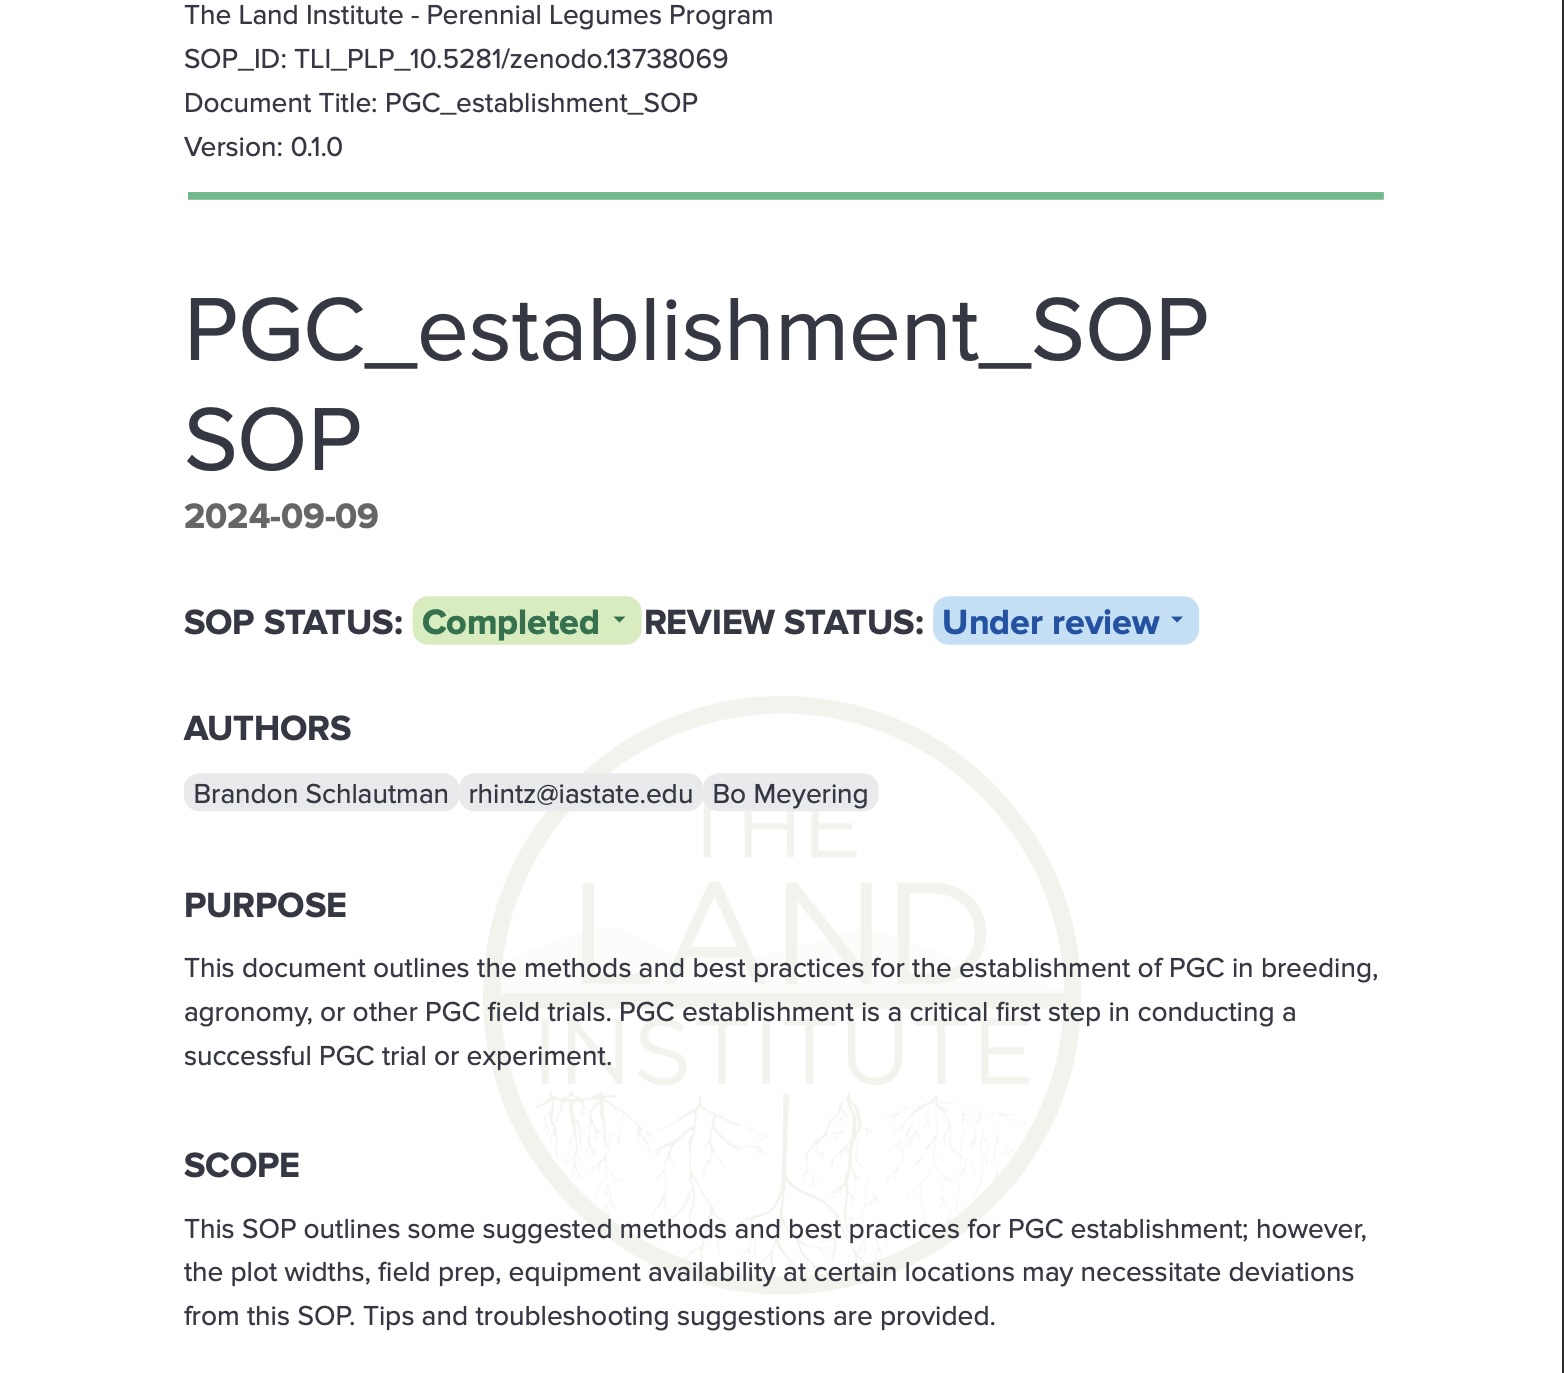 The Land Institute - Perennial Legumes Program
SOP_ID: TLI_PLP_10.5281/zenodo.13738069
Document Title: PGC_establishment_SOP
Version: 0.1.0
PGC_establishment_SOP
SOP
2024-09-09
SOP STATUS: Completed REVIEW STATUS: Under review
AUTHORS
Brandon Schlautman rhintz@iastate.edu Bo Meyering
THE
LAND
INSTITUTE
PURPOSE
This document outlines the methods and best practices for the establishment of PGC in breeding,
agronomy, or other PGC field trials. PGC establishment is a critical first step in conducting a
successful PGC trial or experiment.
SCOPE
This SOP outlines some suggested methods and best practices for PGC establishment; however,
the plot widths, field prep, equipment availability at certain locations may necessitate deviations
from this SOP. Tips and troubleshooting suggestions are provided.